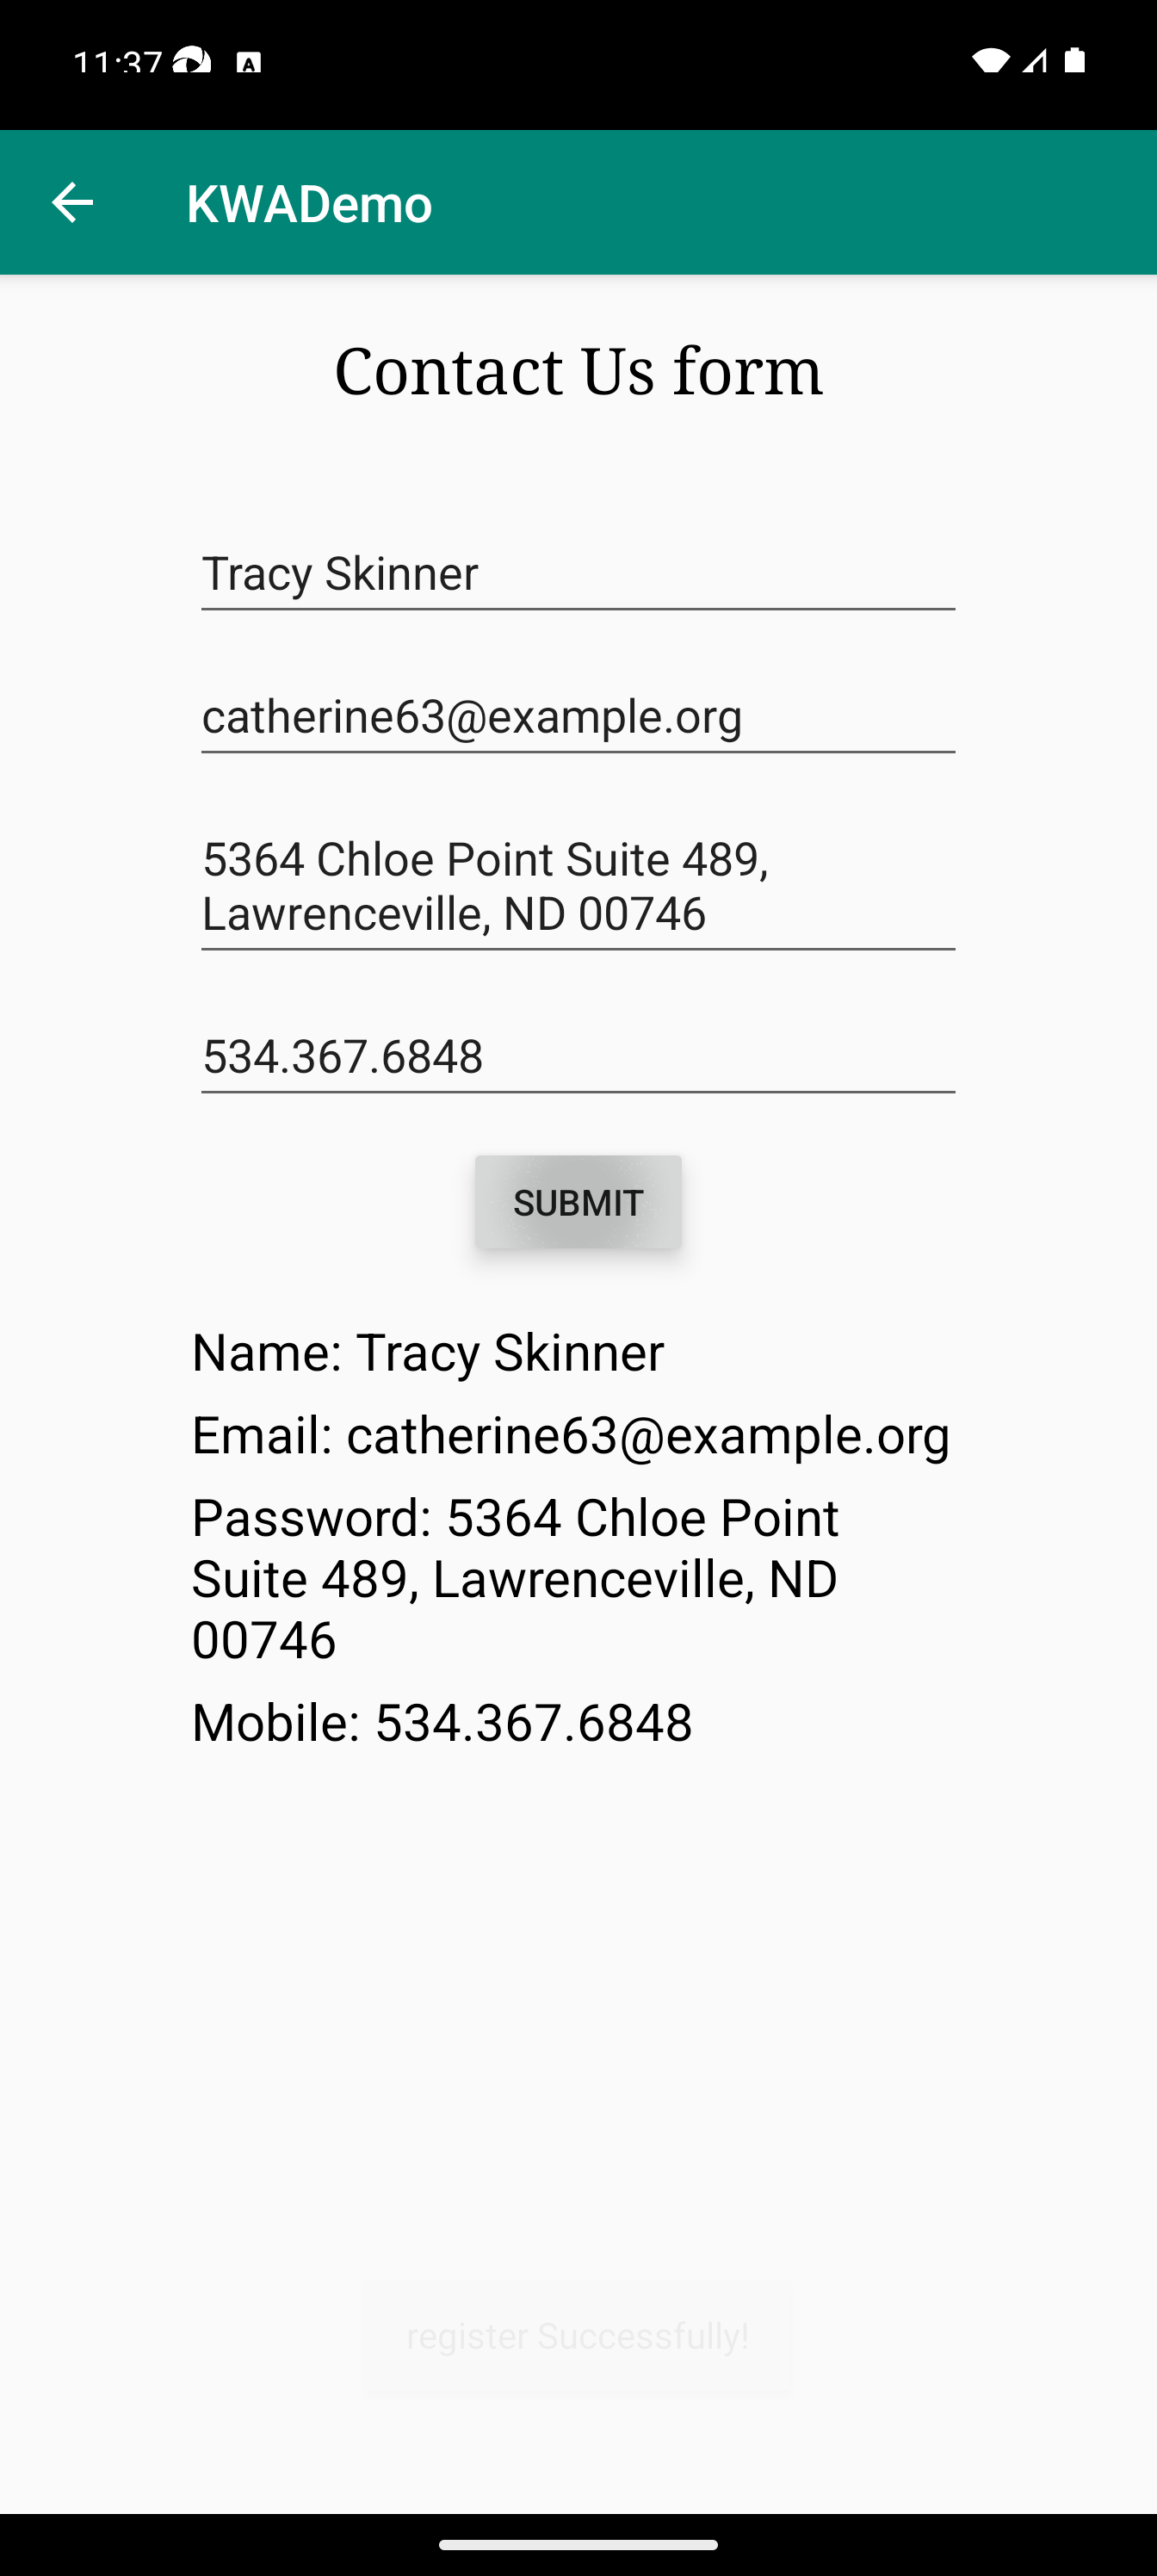 11:37
KWADemo
Contact Us form
Tracy Skinner
catherine63@example.org
5364 Chloe Point Suite 489,
Lawrenceville, ND 00746
534.367.6848
SUBMIT
Name: Tracy Skinner
Email: catherine63@example.org
Password: 5364 Chloe Point
Suite 489, Lawrenceville, ND
00746
Mobile: 534.367.6848
register Successfully!